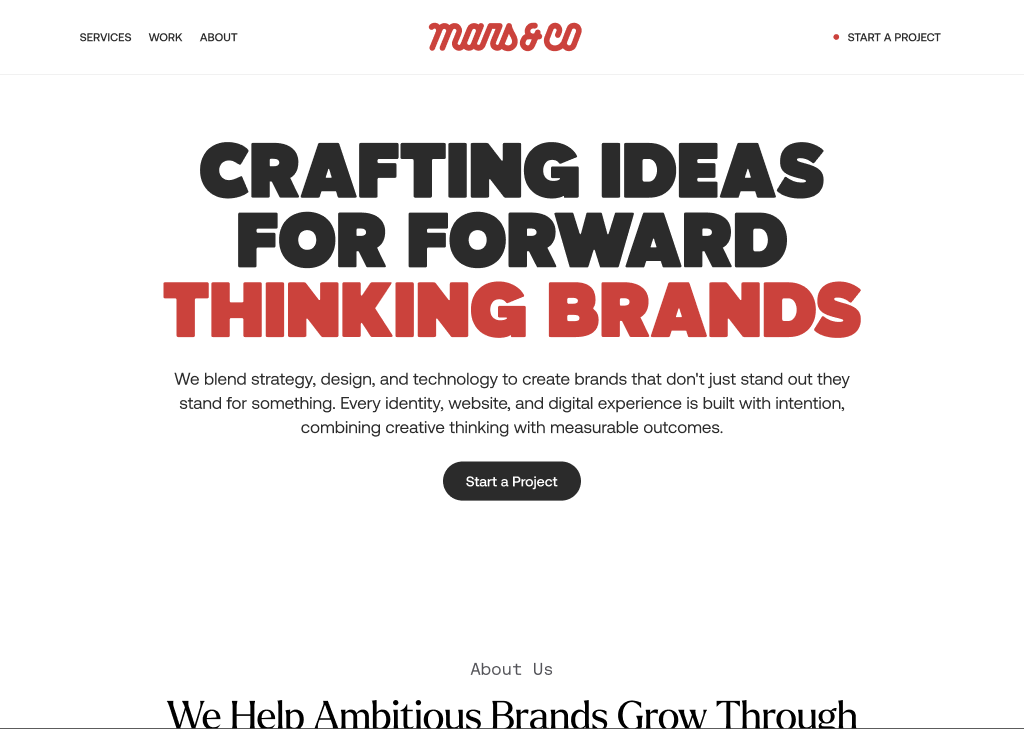 SERVICES WORK ABOUT
mans&co
START A PROJECT
CRAFTING IDEAS
FOR FORWARD
THINKING BRANDS
We blend strategy, design, and technology to create brands that don't just stand out they
stand for something. Every identity, website, and digital experience is built with intention,
combining creative thinking with measurable outcomes.
Start a Project
About Us
We Help Ambitious Brands Grow Through